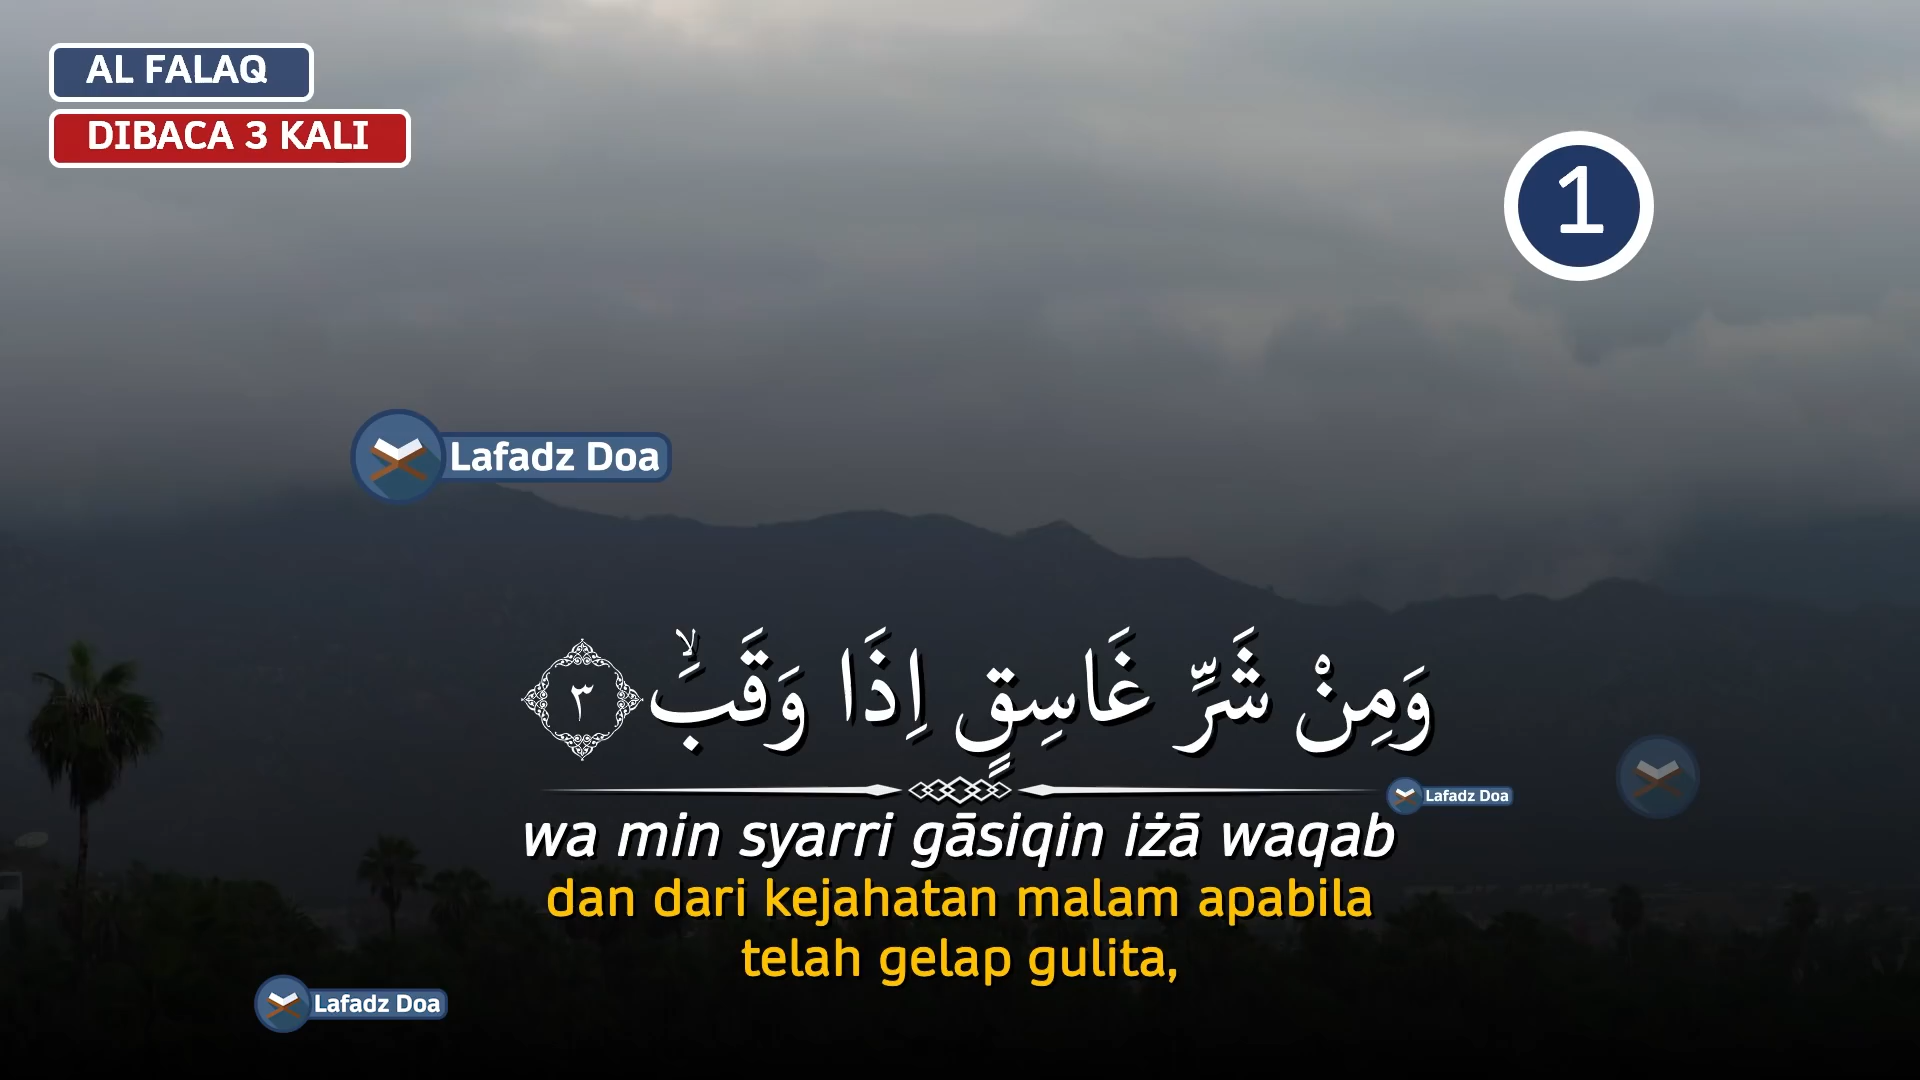 AL FALAQ
DIBACA 3 KALI
1
Lafadz Doa
وَمِنْ شَرِّ غَاسِقٍ اِذَا وَقَبَۙ ٣
Lafadz Doa
wa min syarri gāsiqin iżā waqab
dan dari kejahatan malam apabila
telah gelap gulita,
Lafadz Doa